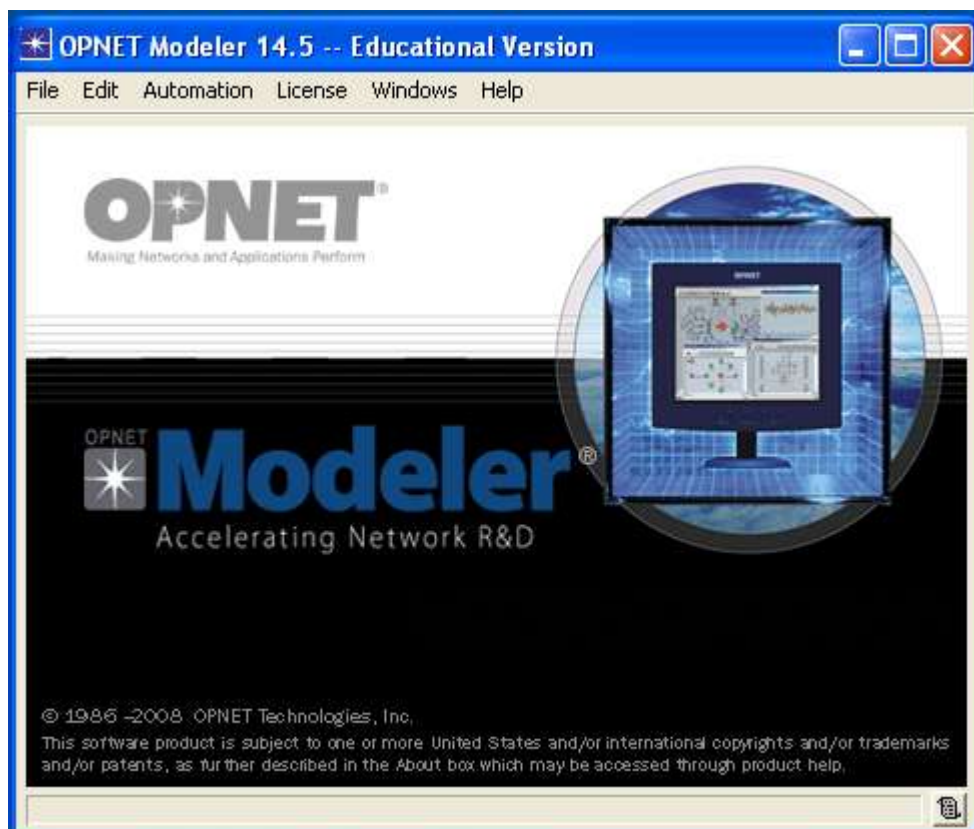 OPNET Modeler 14.5 -- Educational Version
File Edit Automation License Windows Help
OPNET®
Making Networks and Applications Perform
OPNET
OPNET
Modeler®
Accelerating Network R&D
© 1986 –2008 OPNET Technologies, Inc.
This software product is subject to one or more United States and/or international copyrights and/or trademarks
and/or patents, as further described in the About box which may be accessed through product help.